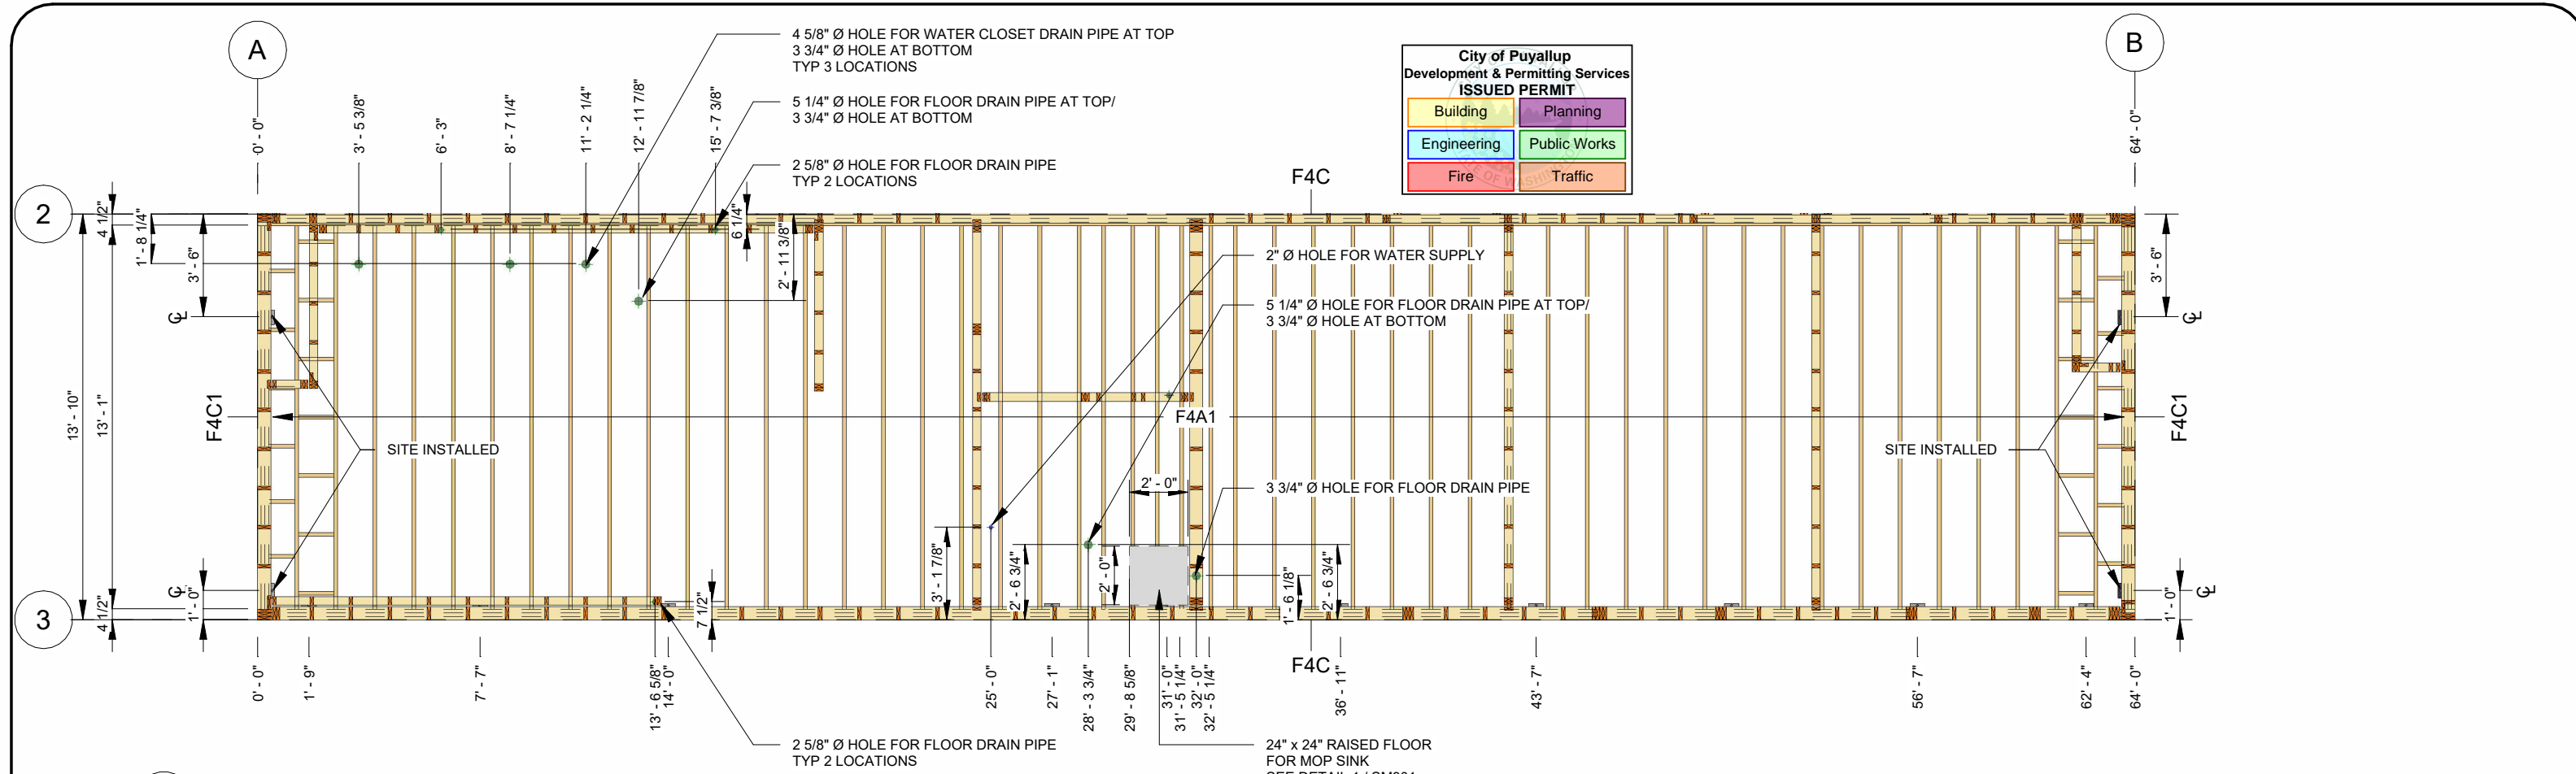 A
B
4 5/8" Ø HOLE FOR WATER CLOSET DRAIN PIPE AT TOP
3 3/4" Ø HOLE AT BOTTOM
TYP 3 LOCATIONS
5 1/4" Ø HOLE FOR FLOOR DRAIN PIPE AT TOP/
3 3/4" Ø HOLE AT BOTTOM
2 5/8" Ø HOLE FOR FLOOR DRAIN PIPE
TYP 2 LOCATIONS
City of Puyallup
Development & Permitting Services
ISSUED PERMIT
Building
Planning
Engineering
Public Works
Fire
Traffic
OF WASHINGTON
0' - 0"
3' - 5 3/8"
6' - 3"
8' - 7 1/4"
11' - 2 1/4"
12' - 11 7/8"
15' - 7 3/8"
64' - 0"
F4C
2
4 1/2"
1' - 8 1/4"
3' - 6"
6 1/4"
2' - 11 3/8"
3' - 6"
2" Ø HOLE FOR WATER SUPPLY
5 1/4" Ø HOLE FOR FLOOR DRAIN PIPE AT TOP/
3 3/4" Ø HOLE AT BOTTOM
CL
CL
13' - 10"
13' - 1"
F4C1
F4A1
F4C1
SITE INSTALLED
SITE INSTALLED
2' - 0"
3 3/4" Ø HOLE FOR FLOOR DRAIN PIPE
3' - 1 7/8"
2' - 6 3/4"
2' - 0"
1' - 6 1/8"
2' - 6 3/4"
CL
CL
3
4 1/2"
1' - 0"
7 1/2"
1' - 0"
F4C
0' - 0"
1' - 9"
7' - 7"
13' - 6 5/8"
14' - 0"
25' - 0"
27' - 1"
28' - 3 3/4"
29' - 8 5/8"
31' - 0"
31' - 5 1/4"
32' - 0"
32' - 5 1/4"
36' - 11"
43' - 7"
56' - 7"
62' - 4"
64' - 0"
2 5/8" Ø HOLE FOR FLOOR DRAIN PIPE
TYP 2 LOCATIONS
24" x 24" RAISED FLOOR
FOR MOP SINK